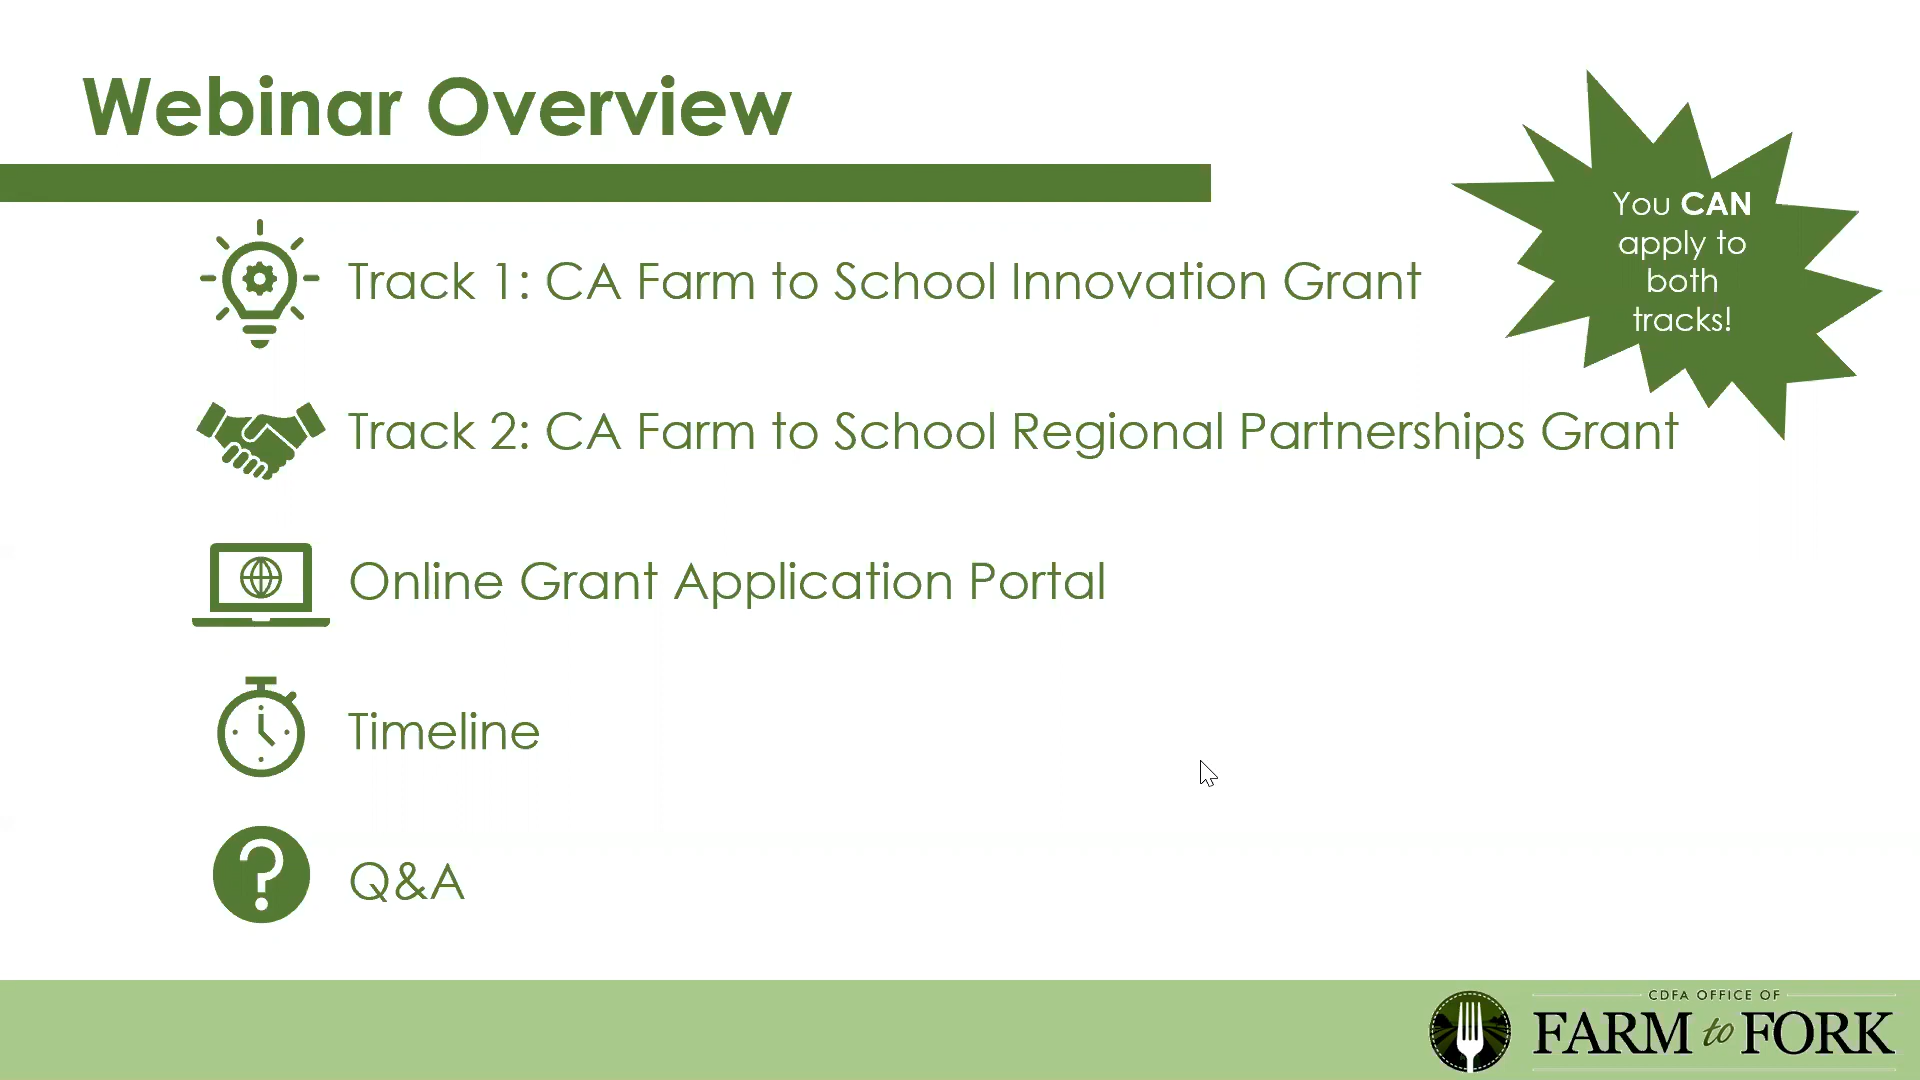 Webinar Overview
You CAN
apply to
both
tracks!
Track 1: CA Farm to School Innovation Grant
Track 2: CA Farm to School Regional Partnerships Grant
Online Grant Application Portal
Timeline
Q&A
CDFA OFFICE OF
FARM to FORK